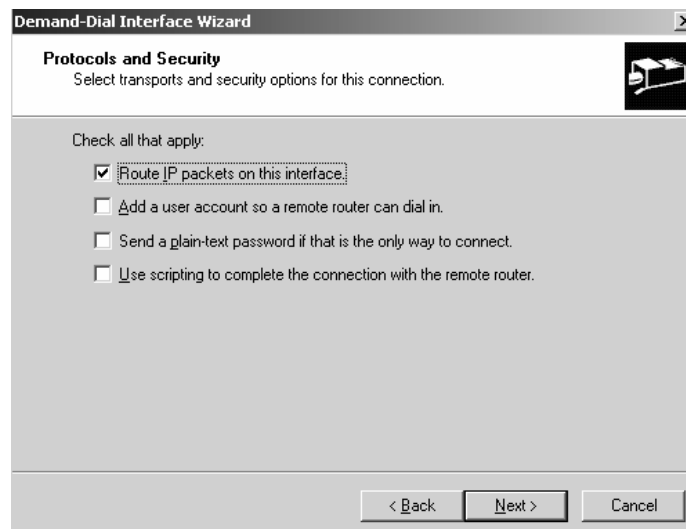 Demand-Dial Interface Wizard
Protocols and Security
Select transports and security options for this connection.
Check all that apply:
Route IP packets on this interface.
Add a user account so a remote router can dial in.
Send a plain-text password if that is the only way to connect.
Use scripting to complete the connection with the remote router.
< Back
Next >
Cancel